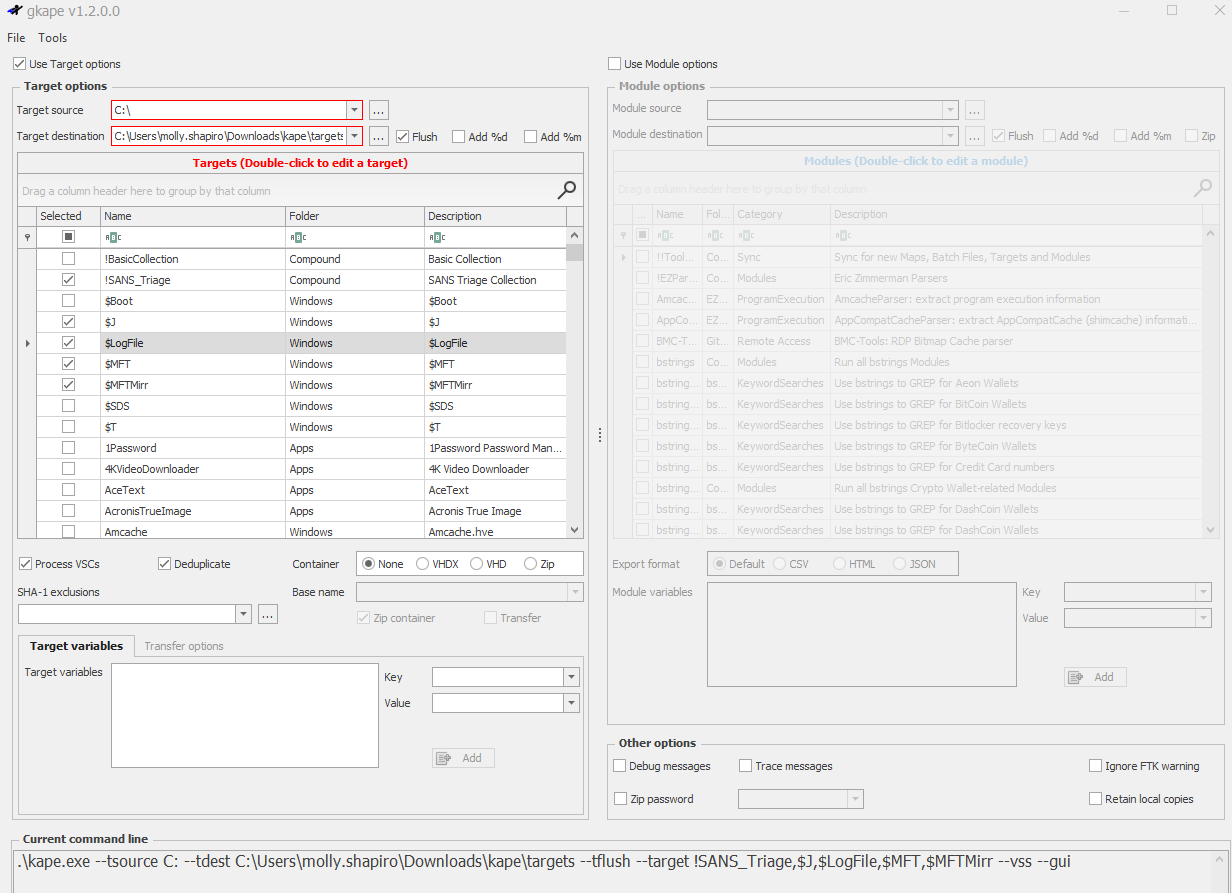 gkape v1.2.0.0
File Tools
Use Target options
Target options
Target source C:\ ...
Target destination C:\Users\molly.shapiro\Downloads\kape\targets ... Flush Add %d Add %m
Targets (Double-click to edit a target)
Drag a column header here to group by that column
Selected Name Folder Description
ABC ABC ABC
!BasicCollection Compound Basic Collection
!SANS_Triage Compound SANS Triage Collection
$Boot Windows $Boot
$J Windows $J
$LogFile Windows $LogFile
$MFT Windows $MFT
$MFTMirr Windows $MFTMirr
$SDS Windows $SDS
$T Windows $T
1Password Apps 1Password Password Man...
4KVideoDownloader Apps 4K Video Downloader
AceText Apps AceText
AcronisTrueImage Apps Acronis True Image
Amcache Windows Amcache.hve
Process VSCs Deduplicate Container None VHDX VHD Zip
SHA-1 exclusions Base name
... Zip container Transfer
Target variables Transfer options
Target variables Key
Value
Add
Use Module options
Module options
Module source ...
Module destination ... Flush Add %d Add %m Zip
Modules (Double-click to edit a module)
Drag a column header here to group by that column
... Name Fol... Category Description
ABC ABC ABC ABC
!!Tool... Co... Sync Sync for new Maps, Batch Files, Targets and Modules
!EZPar... Co... Modules Eric Zimmerman Parsers
Amcac... EZ... ProgramExecution AmcacheParser: extract program execution information
AppCo... EZ... ProgramExecution AppCompatCacheParser: extract AppCompatCache (shimcache) informati...
BMC-T... Git... Remote Access BMC-Tools: RDP Bitmap Cache parser
bstrings Co... Modules Run all bstrings Modules
bstring... bs... KeywordSearches Use bstrings to GREP for Aeon Wallets
bstring... bs... KeywordSearches Use bstrings to GREP for BitCoin Wallets
bstring... bs... KeywordSearches Use bstrings to GREP for Bitlocker recovery keys
bstring... bs... KeywordSearches Use bstrings to GREP for ByteCoin Wallets
bstring... bs... KeywordSearches Use bstrings to GREP for Credit Card numbers
bstring... Co... Modules Run all bstrings Crypto Wallet-related Modules
bstring... bs... KeywordSearches Use bstrings to GREP for DashCoin Wallets
bstring... bs... KeywordSearches Use bstrings to GREP for DashCoin Wallets
Export format Default CSV HTML JSON
Module variables Key
Value
Add
Other options
Debug messages Trace messages Ignore FTK warning
Zip password Retain local copies
Current command line
.\kape.exe --tsource C: --tdest C:\Users\molly.shapiro\Downloads\kape\targets --tflush --target !SANS_Triage,$J,$LogFile,$MFT,$MFTMirr --vss --gui